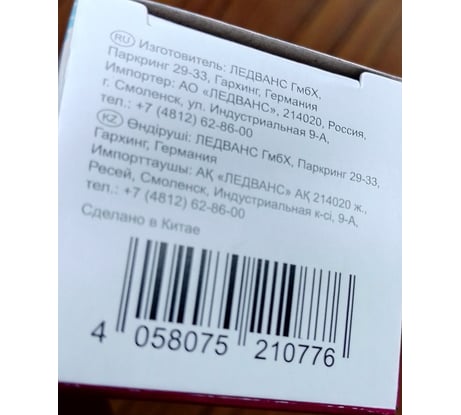 RU Изготовитель: ЛЕДВАНС ГмбХ,
Паркринг 29-33, Гархинг, Германия
Импортер: АО «ЛЕДВАНС», 214020, Россия,
г. Смоленск, ул. Индустриальная 9-А,
тел.: +7 (4812) 62-86-00
KZ Өндіруші: ЛЕДВАНС ГмбХ, Паркринг 29-33,
Гархинг, Германия
Импорттаушы: АҚ «ЛЕДВАНС» АҚ 214020 ж.,
Ресей, Смоленск, Индустриальная к-сі, 9-А,
тел.: +7 (4812) 62-86-00
Сделано в Китае
4 058075 210776